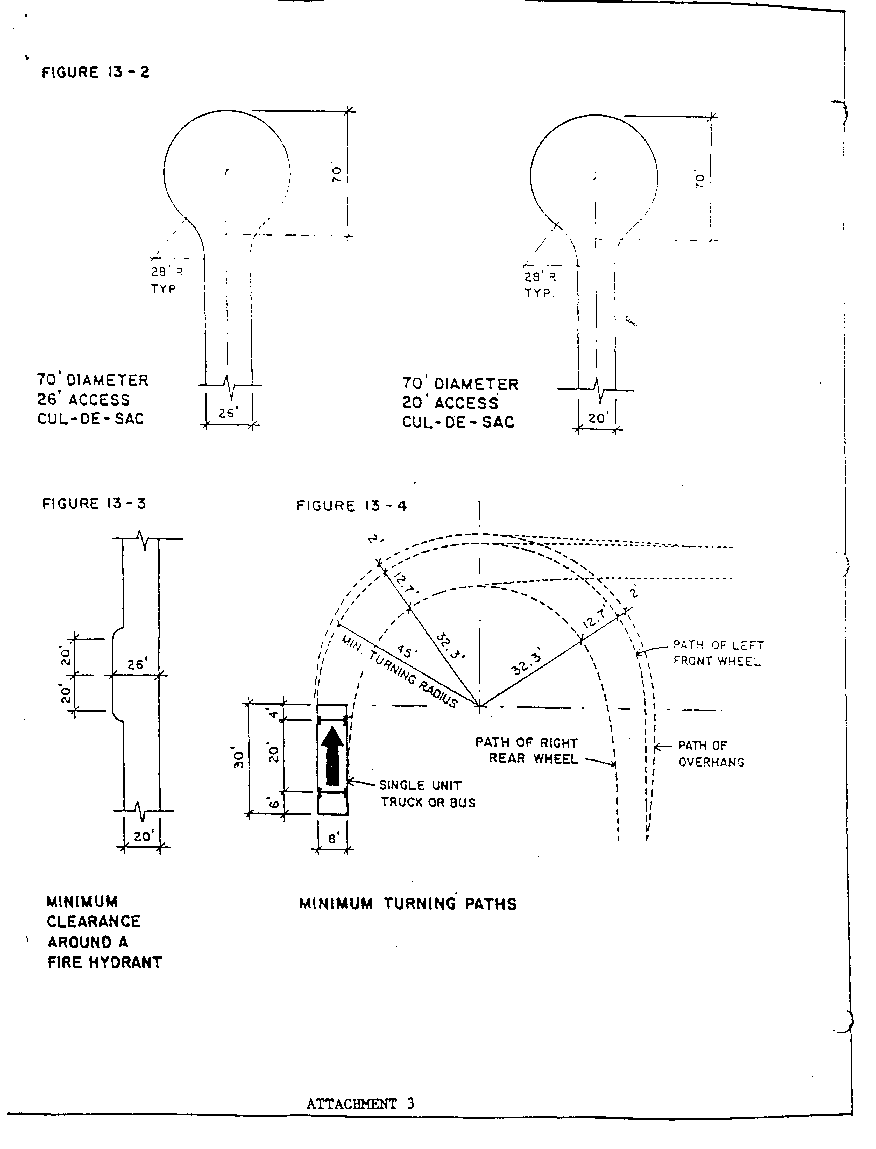 FIGURE 13-2
70'
28' R
TYP.
70' DIAMETER
26' ACCESS
CUL-DE-SAC
26'
70'
28' R
TYP.
70' DIAMETER
20' ACCESS
CUL-DE-SAC
20'
FIGURE 13-3
20'
20'
26'
20'
MINIMUM
CLEARANCE
AROUND A
FIRE HYDRANT
FIGURE 13-4
2'
12.7'
32.3'
45'
MIN. TURNING RADIUS
32.3'
12.7'
2'
PATH OF LEFT
FRONT WHEEL
PATH OF RIGHT
REAR WHEEL
PATH OF
OVERHANG
30'
4'
20'
6'
8'
SINGLE UNIT
TRUCK OR BUS
MINIMUM TURNING PATHS
ATTACHMENT 3